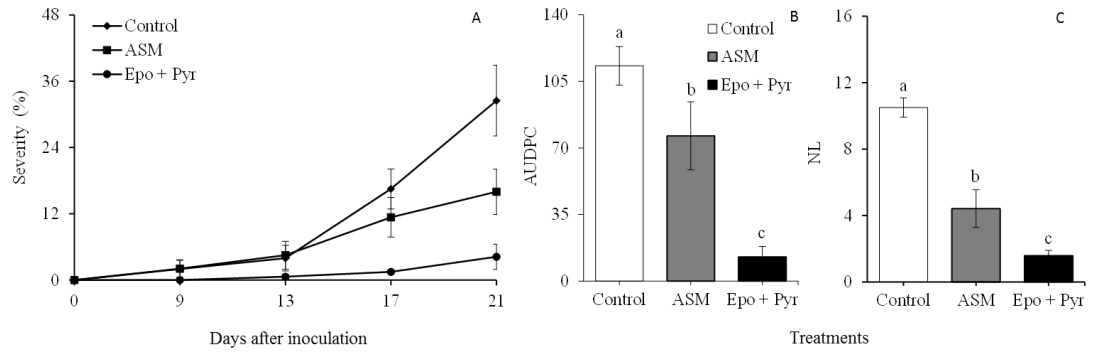 A
Severity (%)
48
36
24
12
0
Control
ASM
Epo + Pyr
0 9 13 17 21
Days after inoculation
B
AUDPC
140
105
70
35
0
Control
ASM
Epo + Pyr
a
b
c
Control ASM Epo + Pyr
C
NL
16
12
8
4
0
a
b
c
Control ASM Epo + Pyr
Treatments